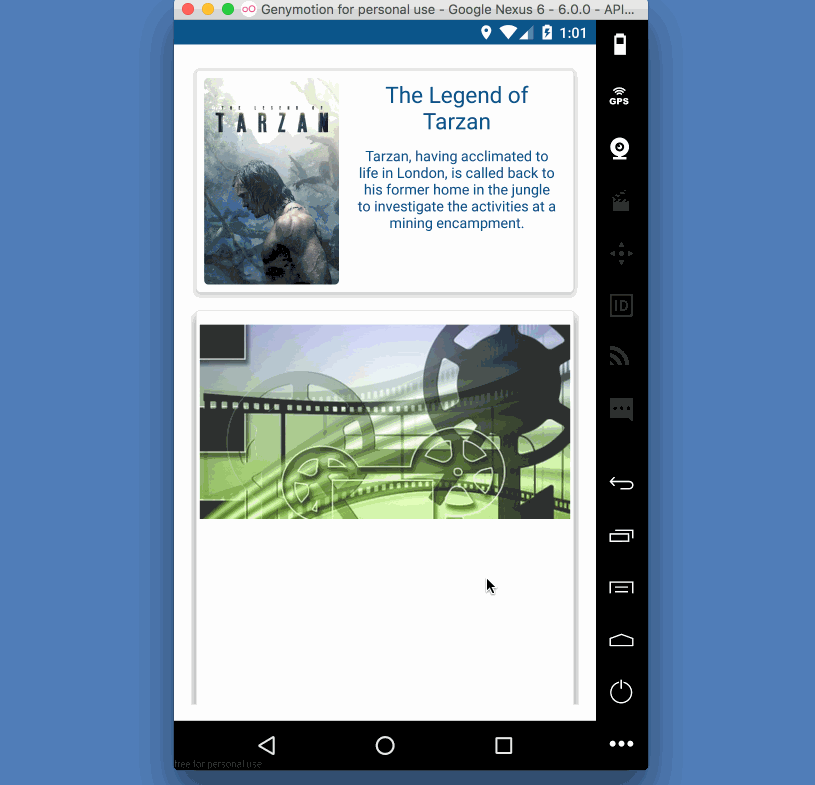 Genymotion for personal use - Google Nexus 6 - 6.0.0 - API...
1:01
GPS
THE LEGEND OF
TARZAN
The Legend of
Tarzan
Tarzan, having acclimated to
life in London, is called back to
his former home in the jungle
to investigate the activities at a
mining encampment.
ID
free for personal use